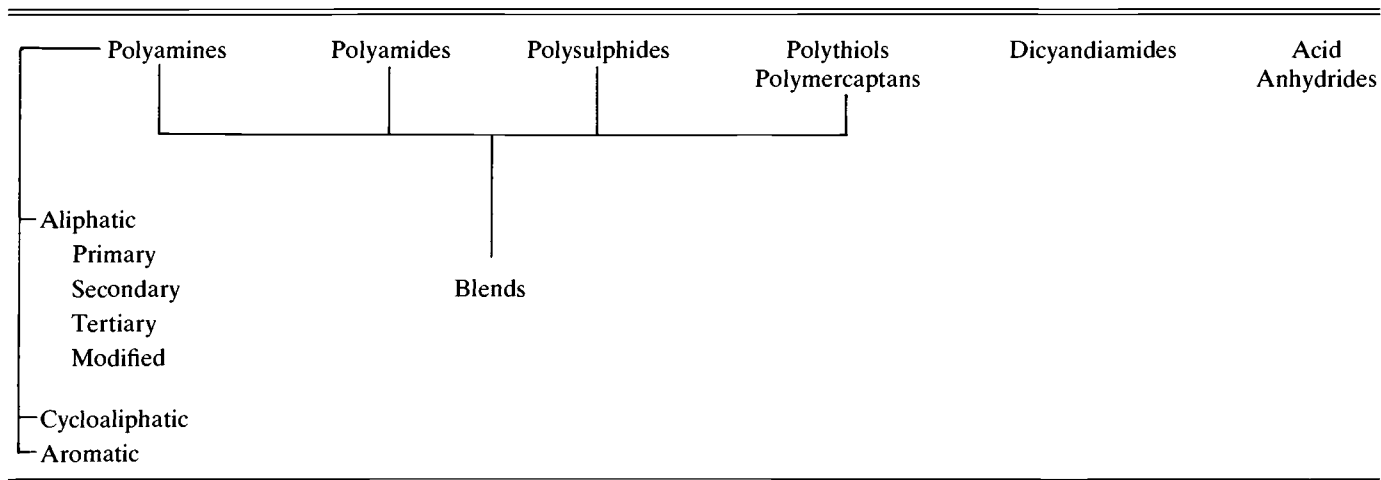 Polyamines Polyamides Polysulphides Polythiols Dicyandiamides Acid
Polymercaptans Anhydrides
Aliphatic
Primary
Secondary Blends
Tertiary
Modified
Cycloaliphatic
Aromatic